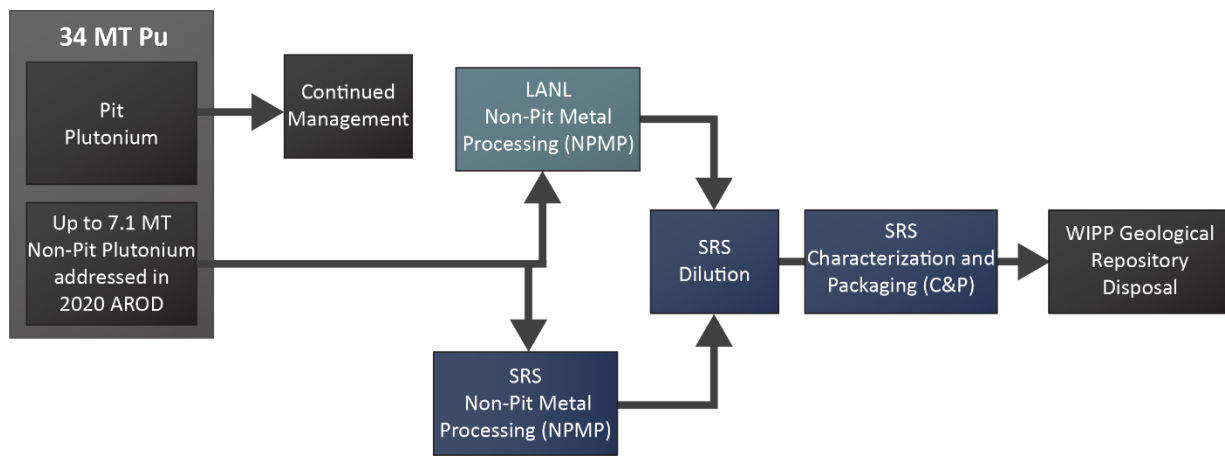 34 MT Pu
Pit
Plutonium
Continued
Management
Up to 7.1 MT
Non-Pit Plutonium
addressed in
2020 AROD
LANL
Non-Pit Metal
Processing (NPMP)
SRS
Non-Pit Metal
Processing (NPMP)
SRS
Dilution
SRS
Characterization and
Packaging (C&P)
WIPP Geological
Repository
Disposal